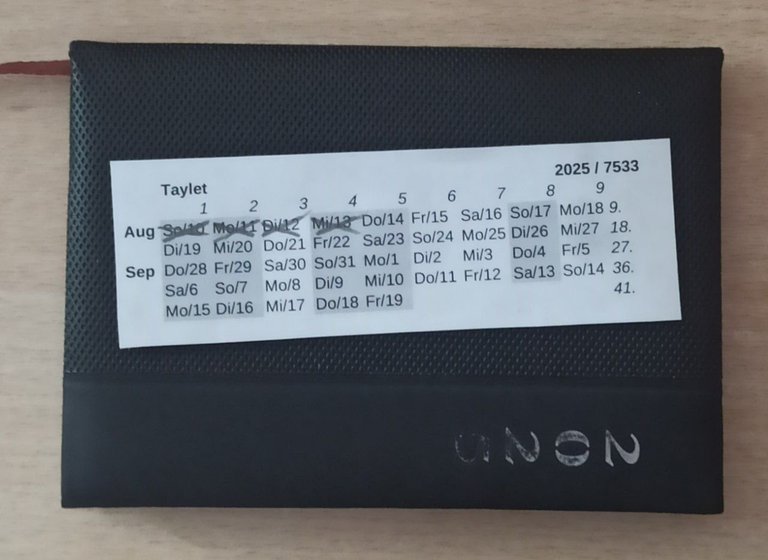 2025 / 7533
Taylet
1 2 3 4 5 6 7 8 9
Aug So/10 Mo/11 Di/12 Mi/13 Do/14 Fr/15 Sa/16 So/17 Mo/18 9.
Di/19 Mi/20 Do/21 Fr/22 Sa/23 So/24 Mo/25 Di/26 Mi/27 18.
Sep Do/28 Fr/29 Sa/30 So/31 Mo/1 Di/2 Mi/3 Do/4 Fr/5 27.
Sa/6 So/7 Mo/8 Di/9 Mi/10 Do/11 Fr/12 Sa/13 So/14 36.
Mo/15 Di/16 Mi/17 Do/18 Fr/19 41.
2025